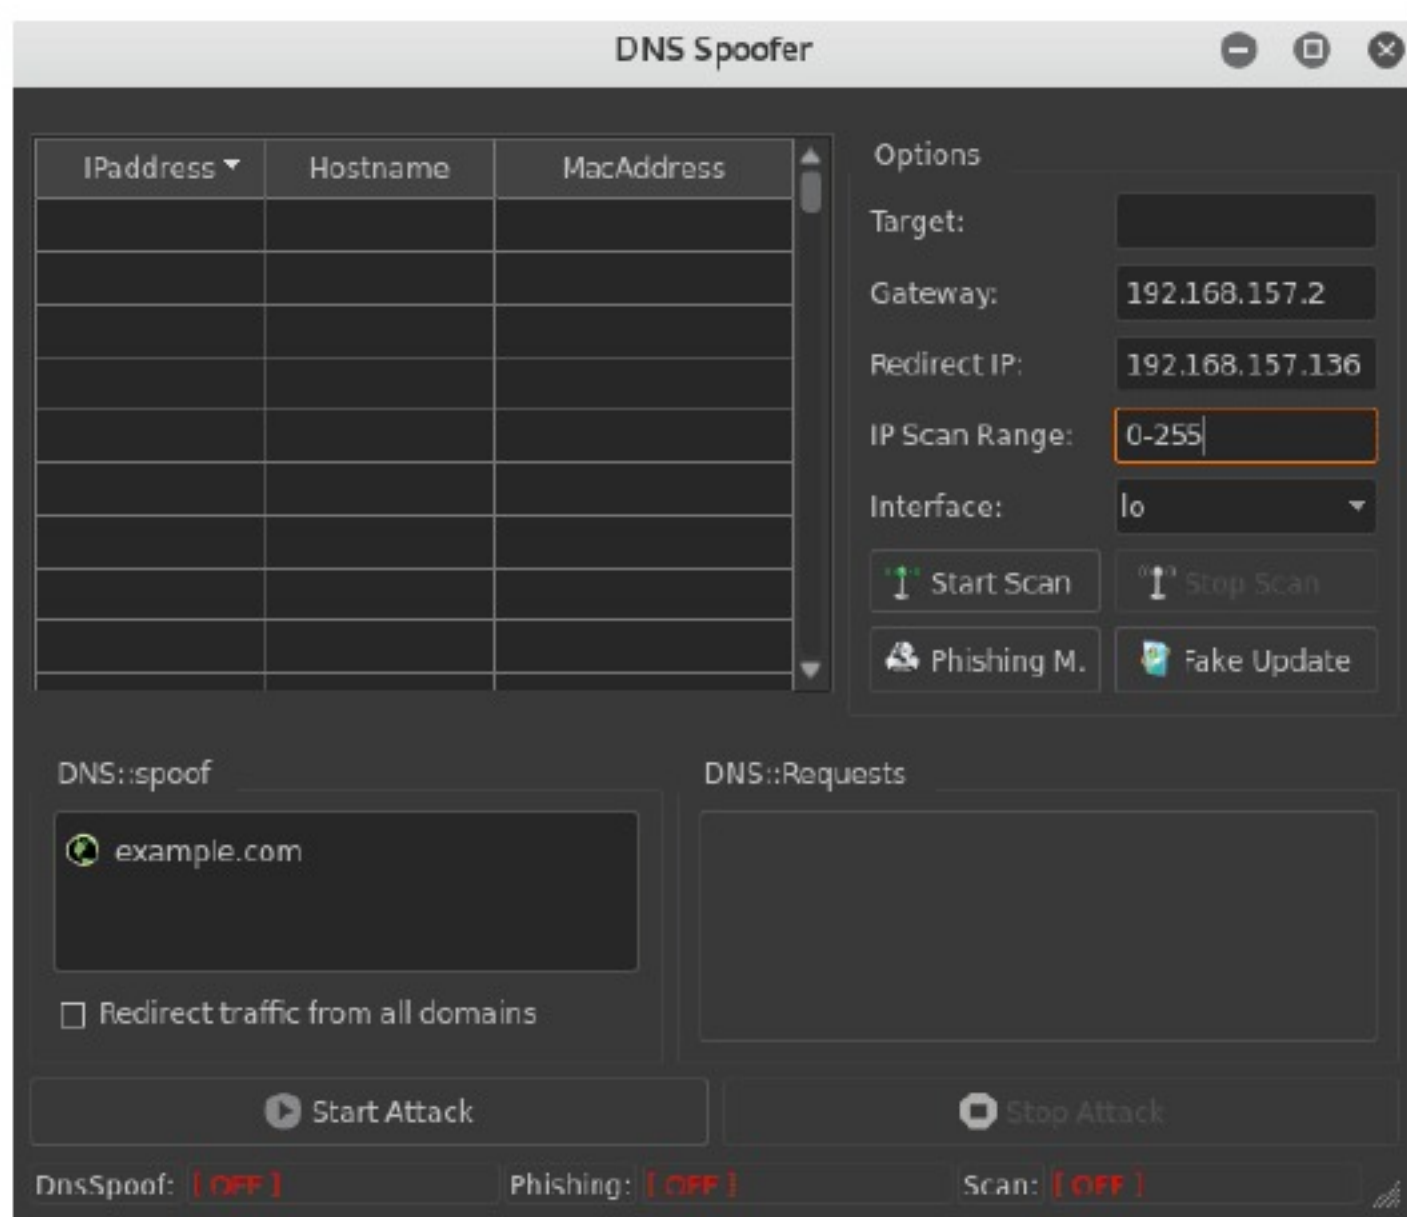 DNS Spoofer
IPaddress Hostname MacAddress
Options
Target:
Gateway: 192.168.157.2
Redirect IP: 192.168.157.136
IP Scan Range: 0-255
Interface: lo
Start Scan Stop Scan
Phishing M. Fake Update
DNS::spoof
example.com
Redirect traffic from all domains
DNS::Requests
Start Attack Stop Attack
DnsSpoof: [ OFF ] Phishing: [ OFF ] Scan: [ OFF ]